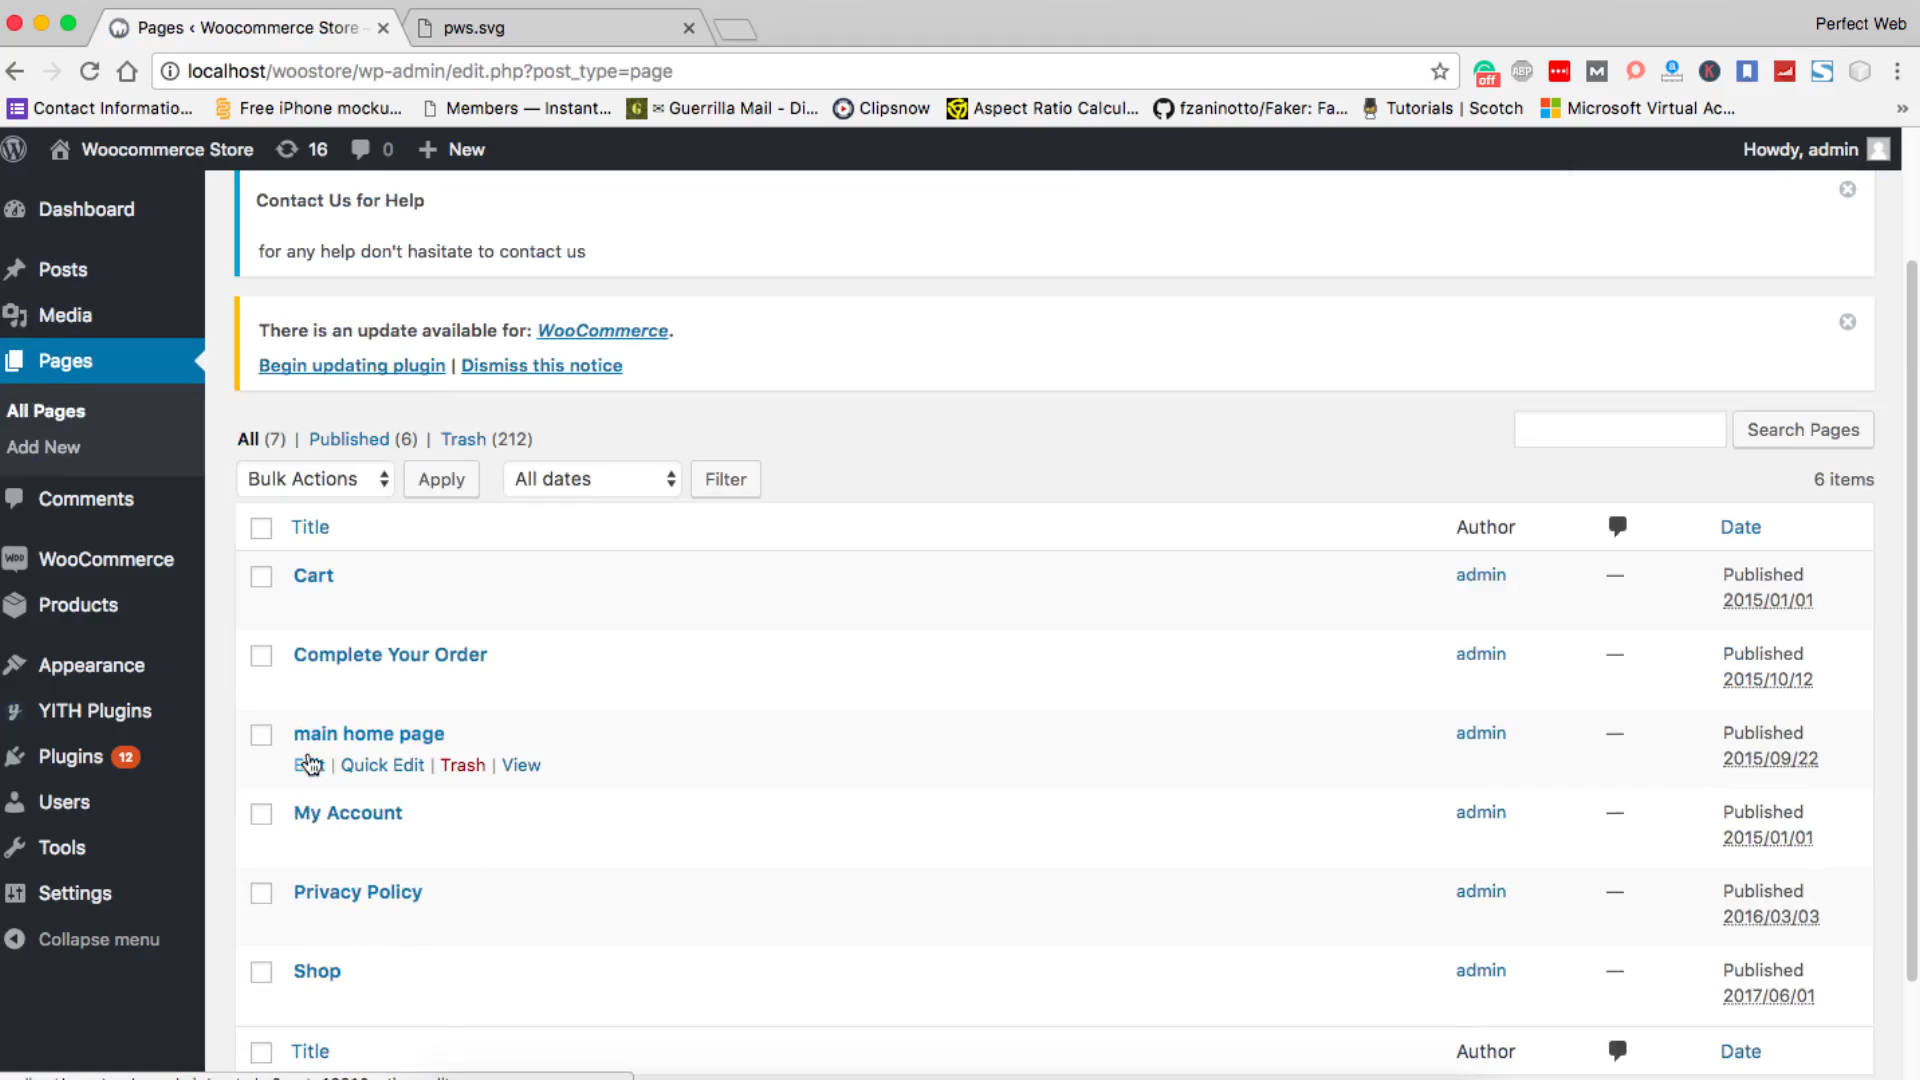 Pages ‹ Woocommerce Store -
pws.svg
Perfect Web
localhost/woostore/wp-admin/edit.php?post_type=page
off
ABP
M
K
S
Contact Informatio...
Free iPhone mocku...
Members — Instant...
G
✉ Guerrilla Mail - Di...
Clipsnow
Aspect Ratio Calcul...
fzaninotto/Faker: Fa...
Tutorials | Scotch
Microsoft Virtual Ac...
»
Woocommerce Store
16
0
+ New
Howdy, admin
Dashboard
Posts
Media
Pages
All Pages
Add New
Comments
WooCommerce
Products
Appearance
YITH Plugins
Plugins 12
Users
Tools
Settings
Collapse menu
Contact Us for Help
for any help don't hasitate to contact us
There is an update available for: WooCommerce.
Begin updating plugin | Dismiss this notice
All (7) | Published (6) | Trash (212)
Search Pages
Bulk Actions
Apply
All dates
Filter
6 items
Title Author Date
Cart admin — Published
2015/01/01
Complete Your Order admin — Published
2015/10/12
main home page admin — Published
Edit | Quick Edit | Trash | View 2015/09/22
My Account admin — Published
2015/01/01
Privacy Policy admin — Published
2016/03/03
Shop admin — Published
2017/06/01
Title Author Date